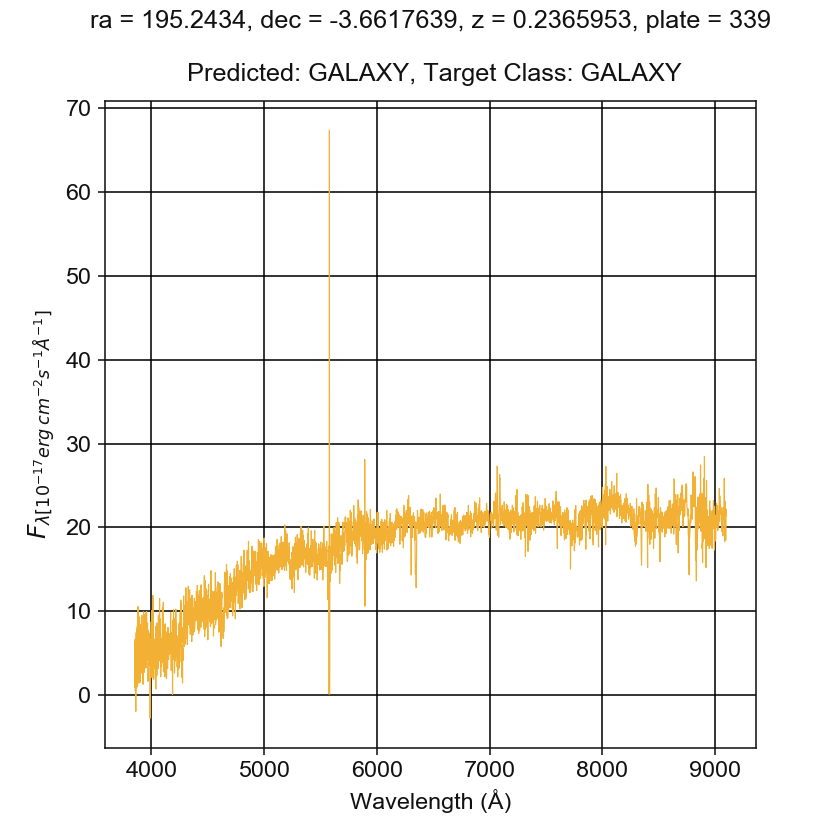 ra = 195.2434, dec = -3.6617639, z = 0.2365953, plate = 339
Predicted: GALAXY, Target Class: GALAXY
70
60
50
40
30
20
10
0
F_{λ[10^{−17} erg cm^{−2} s^{−1} Å^{−1}]}
4000 5000 6000 7000 8000 9000
Wavelength (Å)